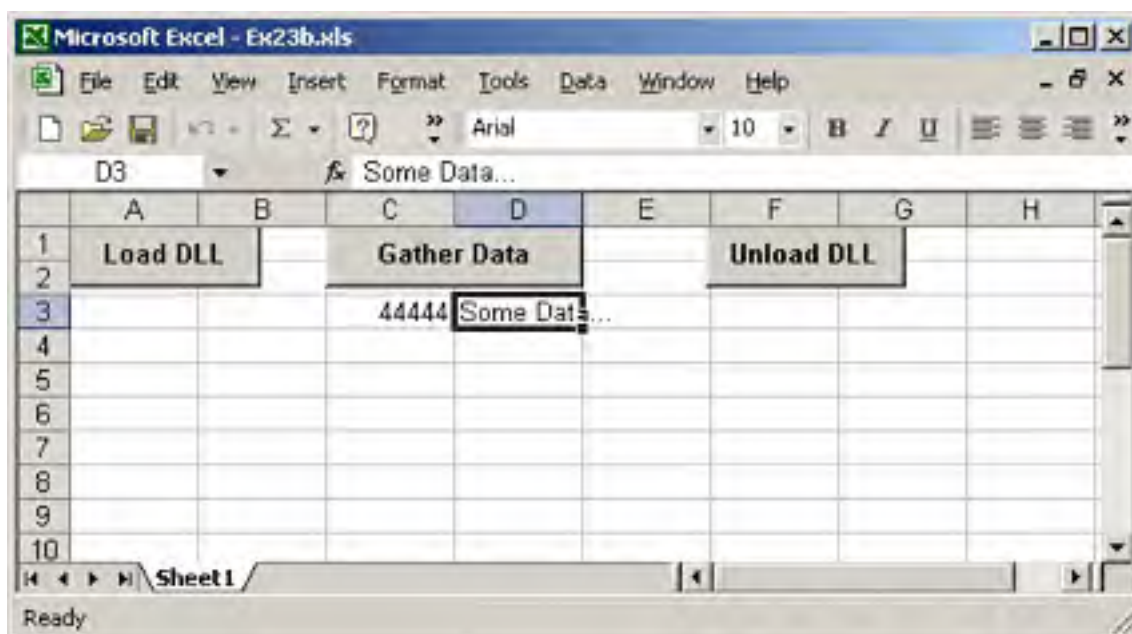 Microsoft Excel - Ex23b.xls
File Edit View Insert Format Tools Data Window Help
Σ ? » Arial 10 B I U »
D3 fx Some Data...
A B C D E F G H
1 Load DLL Gather Data Unload DLL
2
3 44444 Some Data...
4
5
6
7
8
9
10
Sheet1
Ready